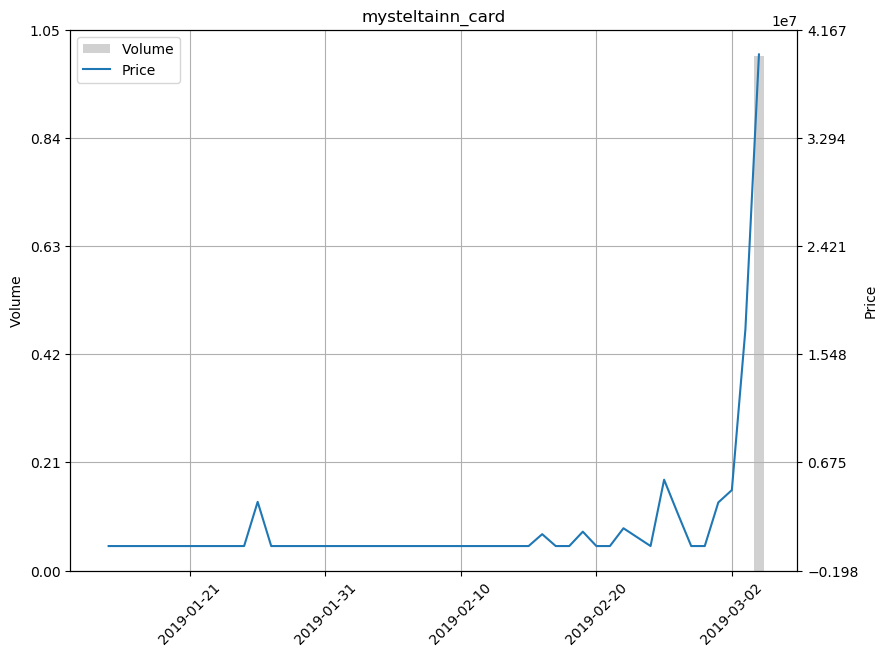 mysteltainn_card
1e7
1.05
0.84
0.63
0.42
0.21
0.00
Volume
Volume
Price
4.167
3.294
2.421
1.548
0.675
−0.198
Price
2019-01-21
2019-01-31
2019-02-10
2019-02-20
2019-03-02